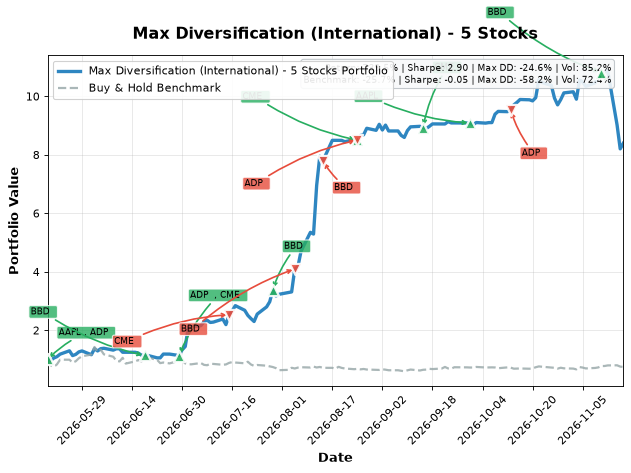 BBD
Max Diversification (International) - 5 Stocks
Max Diversification (International) - 5 Stocks Portfolio
Buy & Hold Benchmark
% | Sharpe: 2.90 | Max DD: -24.6% | Vol: 85.2%
| Sharpe: -0.05 | Max DD: -58.2% | Vol: 72.4%
CME
AAPL
ADP
BBD
ADP
BBD
ADP , CME
BBD
AAPL , ADP
CME
BBD
Portfolio Value
10
8
6
4
2
2026-05-29
2026-06-14
2026-06-30
2026-07-16
2026-08-01
2026-08-17
2026-09-02
2026-09-18
2026-10-04
2026-10-20
2026-11-05
Date